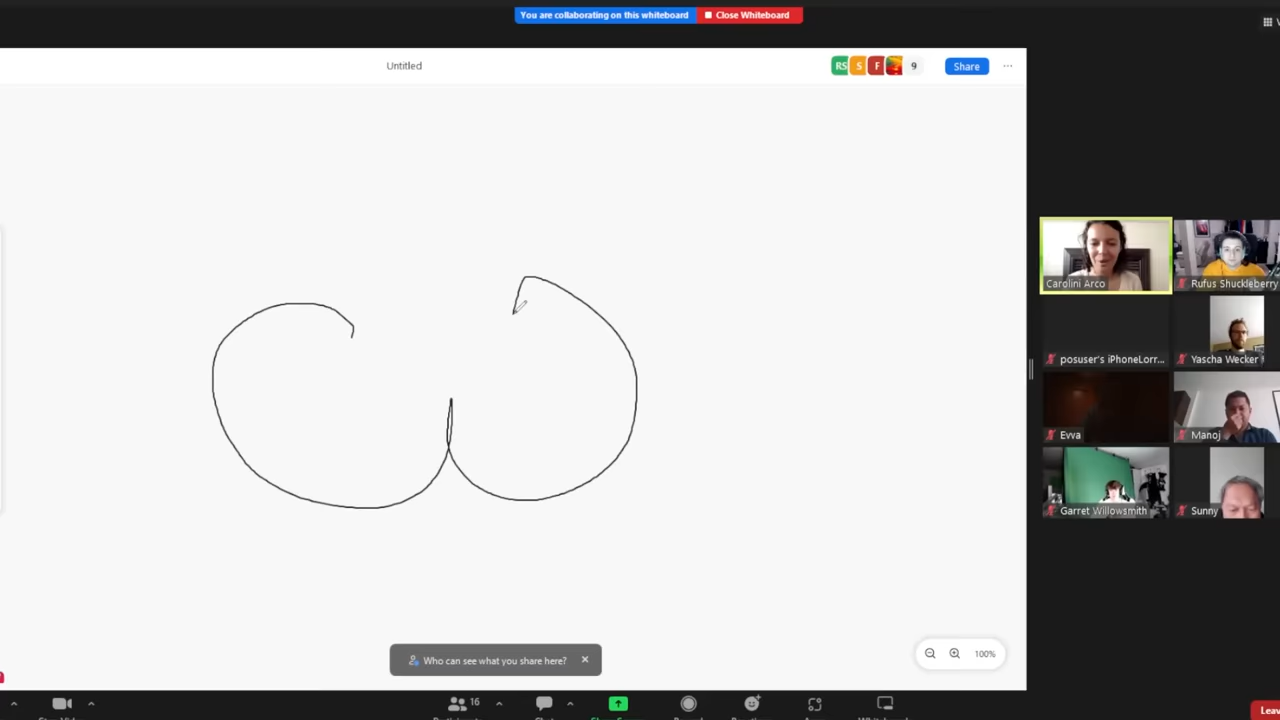 You are collaborating on this whiteboard
Close Whiteboard
Untitled
RS S F 9 Share ...
Carolini Arco
Rufus Shuckleberry
posuser's iPhoneLorr...
Yascha Wecker
Evva
Manoj
Garret Willowsmith
Sunny
Who can see what you share here?
100%
16
Leav